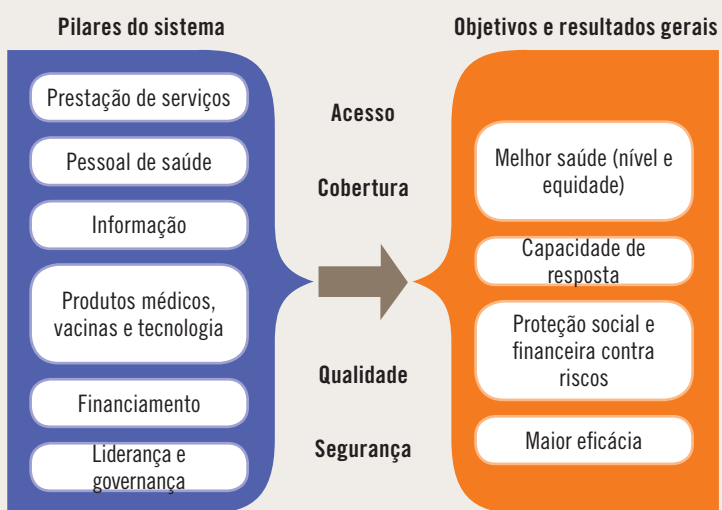 Pilares do sistema
Prestação de serviços
Pessoal de saúde
Informação
Produtos médicos,
vacinas e tecnologia
Financiamento
Liderança e
governança
Acesso
Cobertura
Qualidade
Segurança
Objetivos e resultados gerais
Melhor saúde (nível e
equidade)
Capacidade de
resposta
Proteção social e
financeira contra
riscos
Maior eficácia